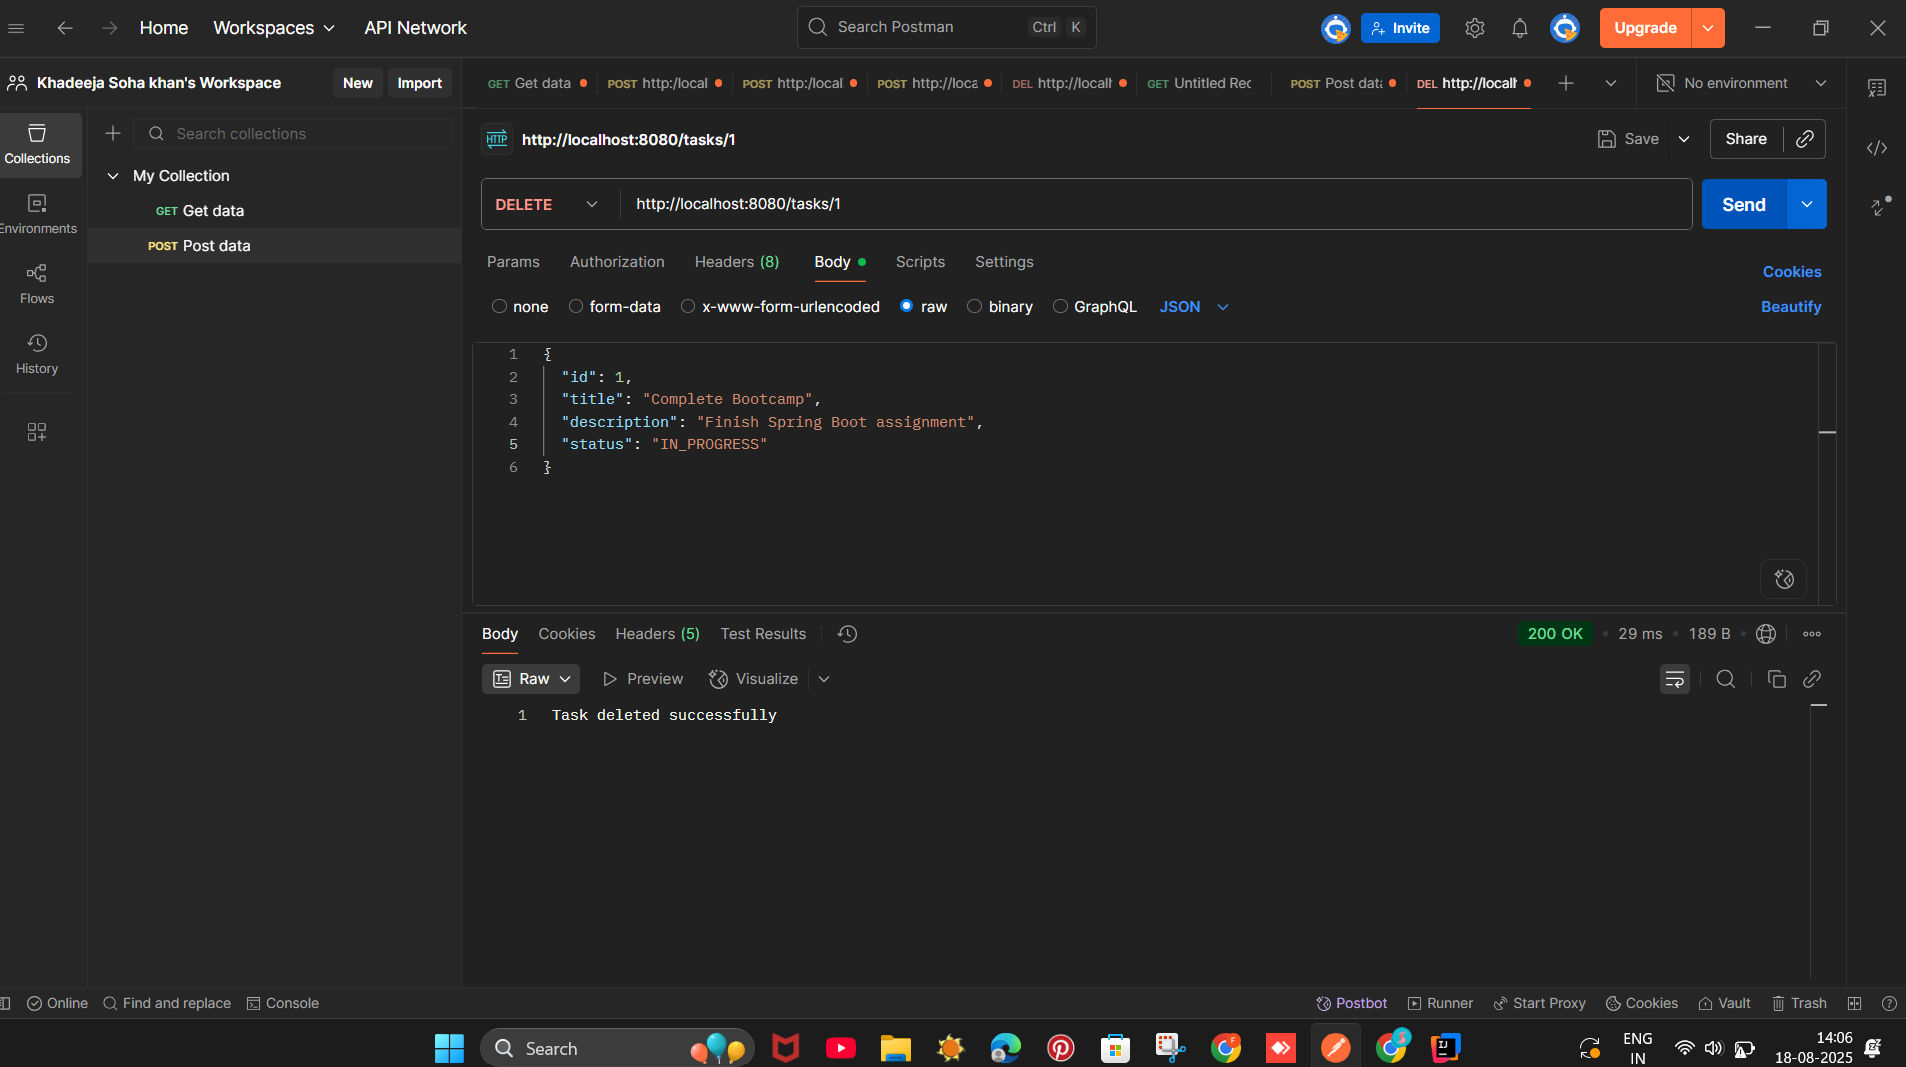 Home Workspaces API Network Search Postman Ctrl K Invite Upgrade
Khadeeja Soha khan's Workspace New Import GET Get data POST http:/local POST http:/local POST http://loca DEL http://locall GET Untitled Rec POST Post data DEL http://locall No environment
Collections
Environments
Flows
History
Search collections
My Collection
GET Get data
POST Post data
HTTP http://localhost:8080/tasks/1 Save Share
DELETE http://localhost:8080/tasks/1 Send
Params Authorization Headers (8) Body Scripts Settings Cookies
none form-data x-www-form-urlencoded raw binary GraphQL JSON Beautify
1 {
2 "id": 1,
3 "title": "Complete Bootcamp",
4 "description": "Finish Spring Boot assignment",
5 "status": "IN_PROGRESS"
6 }
Body Cookies Headers (5) Test Results 200 OK 29 ms 189 B
Raw Preview Visualize
1 Task deleted successfully
Online Find and replace Console Postbot Runner Start Proxy Cookies Vault Trash
Search ENG 14:06
IN 18-08-2025